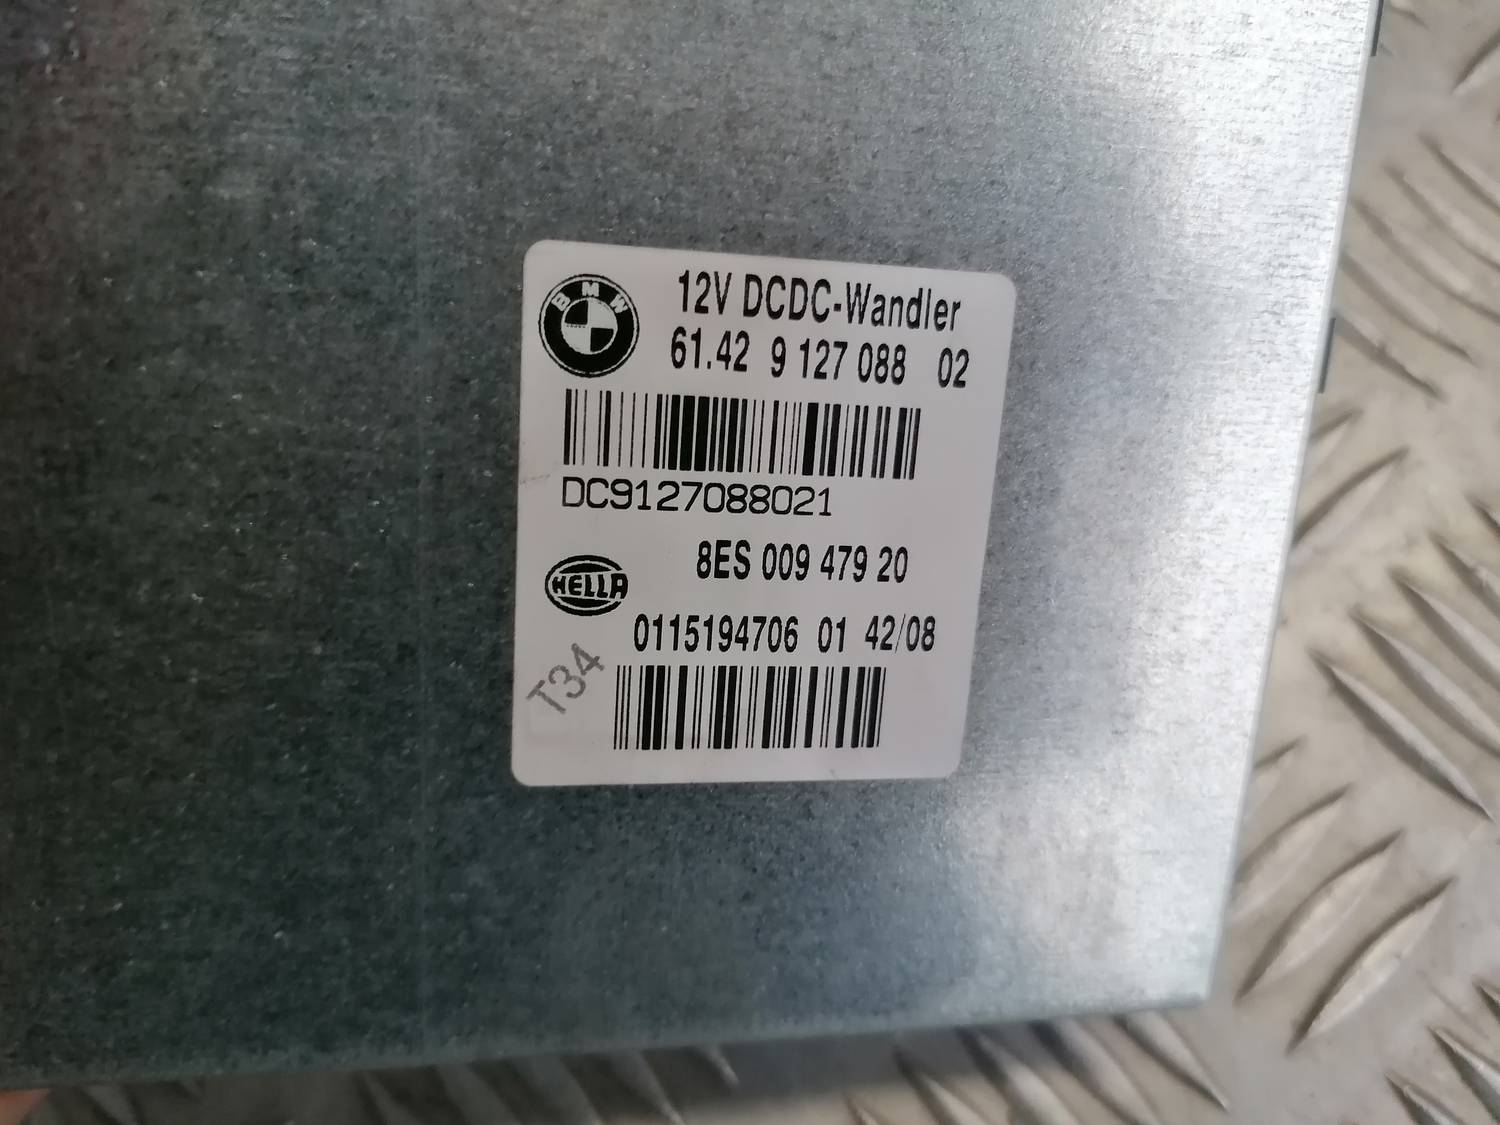 BMW
12V DCDC-Wandler
61.42 9 127 088 02
DC9127088021
8ES 009 479 20
HELLA
0115194706 01 42/08
T34